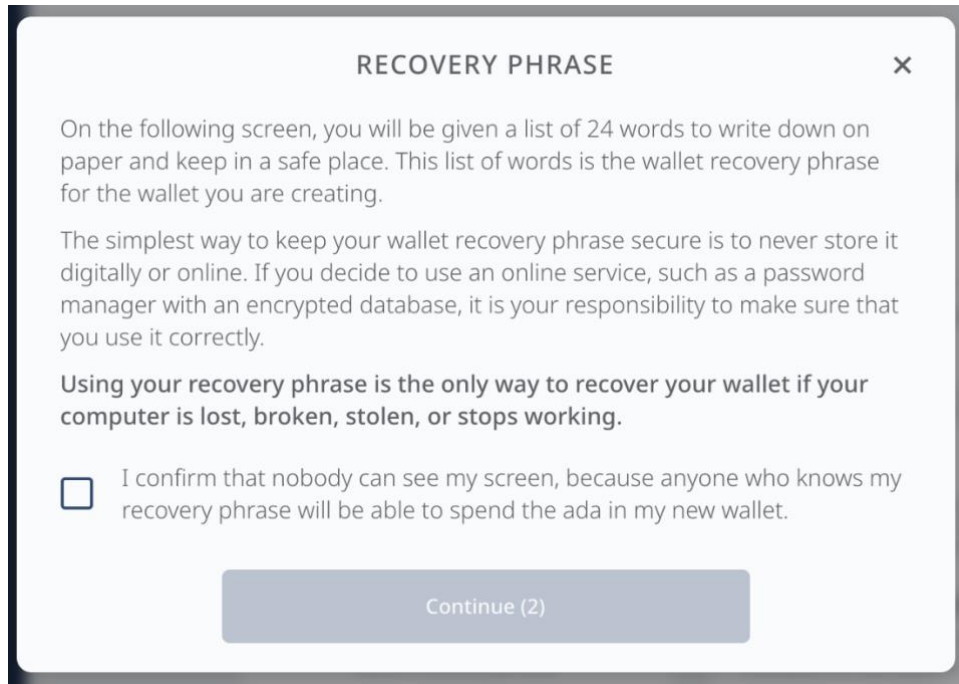 RECOVERY PHRASE
On the following screen, you will be given a list of 24 words to write down on
paper and keep in a safe place. This list of words is the wallet recovery phrase
for the wallet you are creating.
The simplest way to keep your wallet recovery phrase secure is to never store it
digitally or online. If you decide to use an online service, such as a password
manager with an encrypted database, it is your responsibility to make sure that
you use it correctly.
Using your recovery phrase is the only way to recover your wallet if your
computer is lost, broken, stolen, or stops working.
I confirm that nobody can see my screen, because anyone who knows my
recovery phrase will be able to spend the ada in my new wallet.
Continue (2)